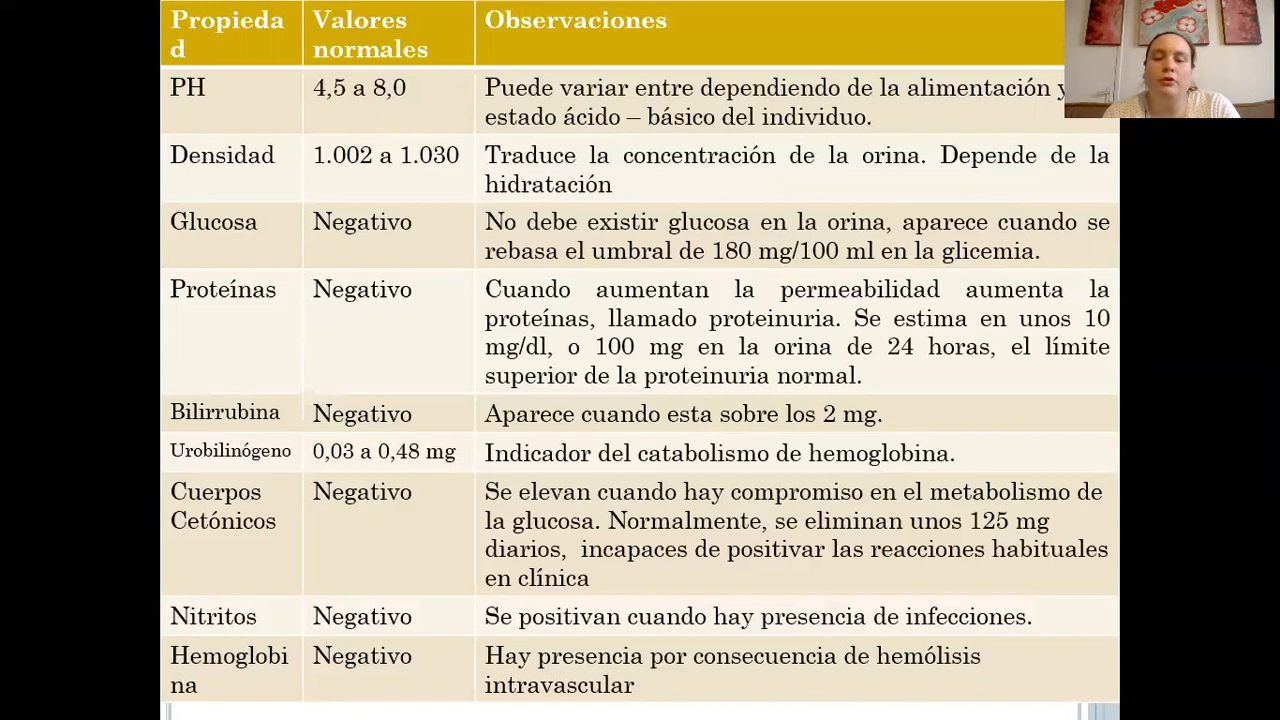 Propieda
d
Valores
normales
Observaciones
PH
4,5 a 8,0
Puede variar entre dependiendo de la alimentación y
estado ácido – básico del individuo.
Densidad
1.002 a 1.030
Traduce la concentración de la orina. Depende de la
hidratación
Glucosa
Negativo
No debe existir glucosa en la orina, aparece cuando se
rebasa el umbral de 180 mg/100 ml en la glicemia.
Proteínas
Negativo
Cuando aumentan la permeabilidad aumenta la
proteínas, llamado proteinuria. Se estima en unos 10
mg/dl, o 100 mg en la orina de 24 horas, el límite
superior de la proteinuria normal.
Bilirrubina
Negativo
Aparece cuando esta sobre los 2 mg.
Urobilinógeno
0,03 a 0,48 mg
Indicador del catabolismo de hemoglobina.
Cuerpos
Cetónicos
Negativo
Se elevan cuando hay compromiso en el metabolismo de
la glucosa. Normalmente, se eliminan unos 125 mg
diarios, incapaces de positivar las reacciones habituales
en clínica
Nitritos
Negativo
Se positivan cuando hay presencia de infecciones.
Hemoglobi
na
Negativo
Hay presencia por consecuencia de hemólisis
intravascular